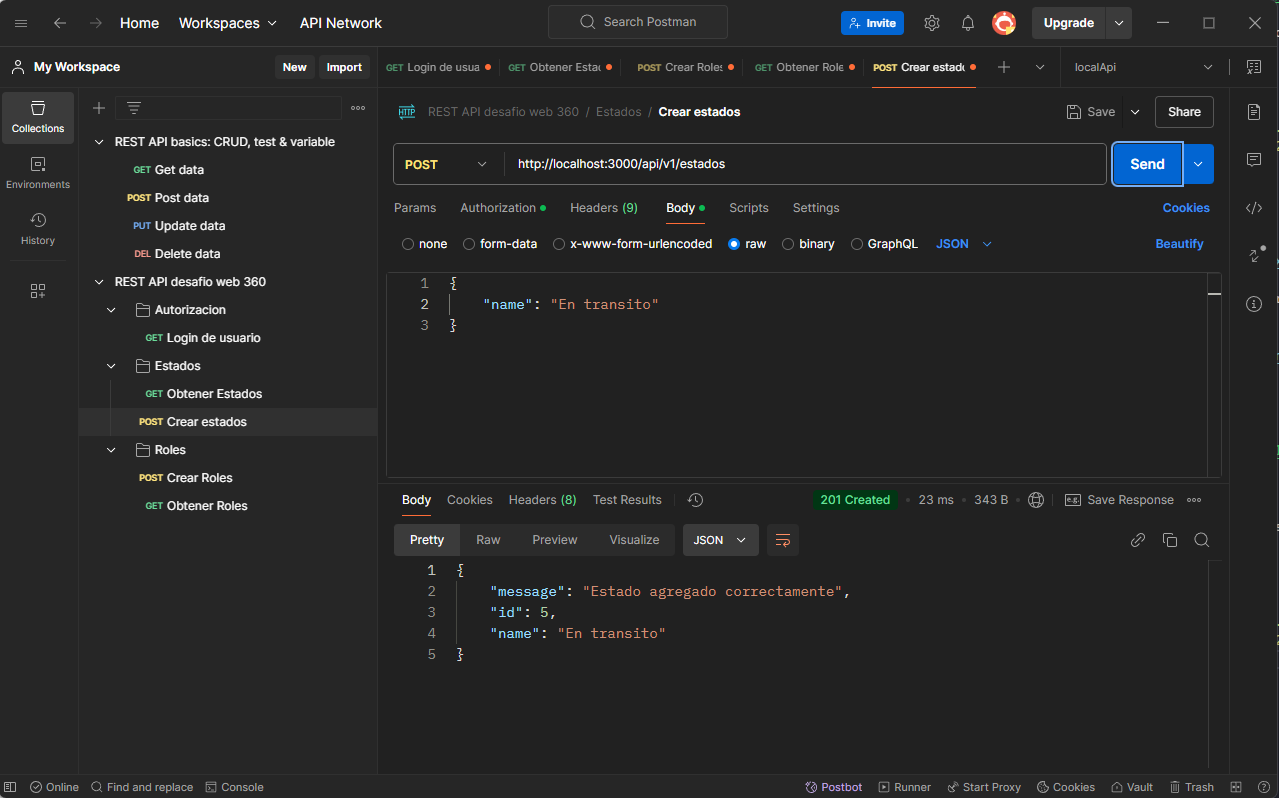 Home Workspaces API Network Search Postman Invite Upgrade
My Workspace New Import GET Login de usua GET Obtener Estac POST Crear Roles GET Obtener Role POST Crear estado localApi
Collections
Environments
History
REST API basics: CRUD, test & variable
GET Get data
POST Post data
PUT Update data
DEL Delete data
REST API desafio web 360
Autorizacion
GET Login de usuario
Estados
GET Obtener Estados
POST Crear estados
Roles
POST Crear Roles
GET Obtener Roles
HTTP REST API desafio web 360 / Estados / Crear estados Save Share
POST http://localhost:3000/api/v1/estados Send
Params Authorization Headers (9) Body Scripts Settings Cookies
none form-data x-www-form-urlencoded raw binary GraphQL JSON Beautify
1 {
2 "name": "En transito"
3 }
Body Cookies Headers (8) Test Results 201 Created 23 ms 343 B e.g. Save Response
Pretty Raw Preview Visualize JSON
1 {
2 "message": "Estado agregado correctamente",
3 "id": 5,
4 "name": "En transito"
5 }
Online Find and replace Console Postbot Runner Start Proxy Cookies Vault Trash